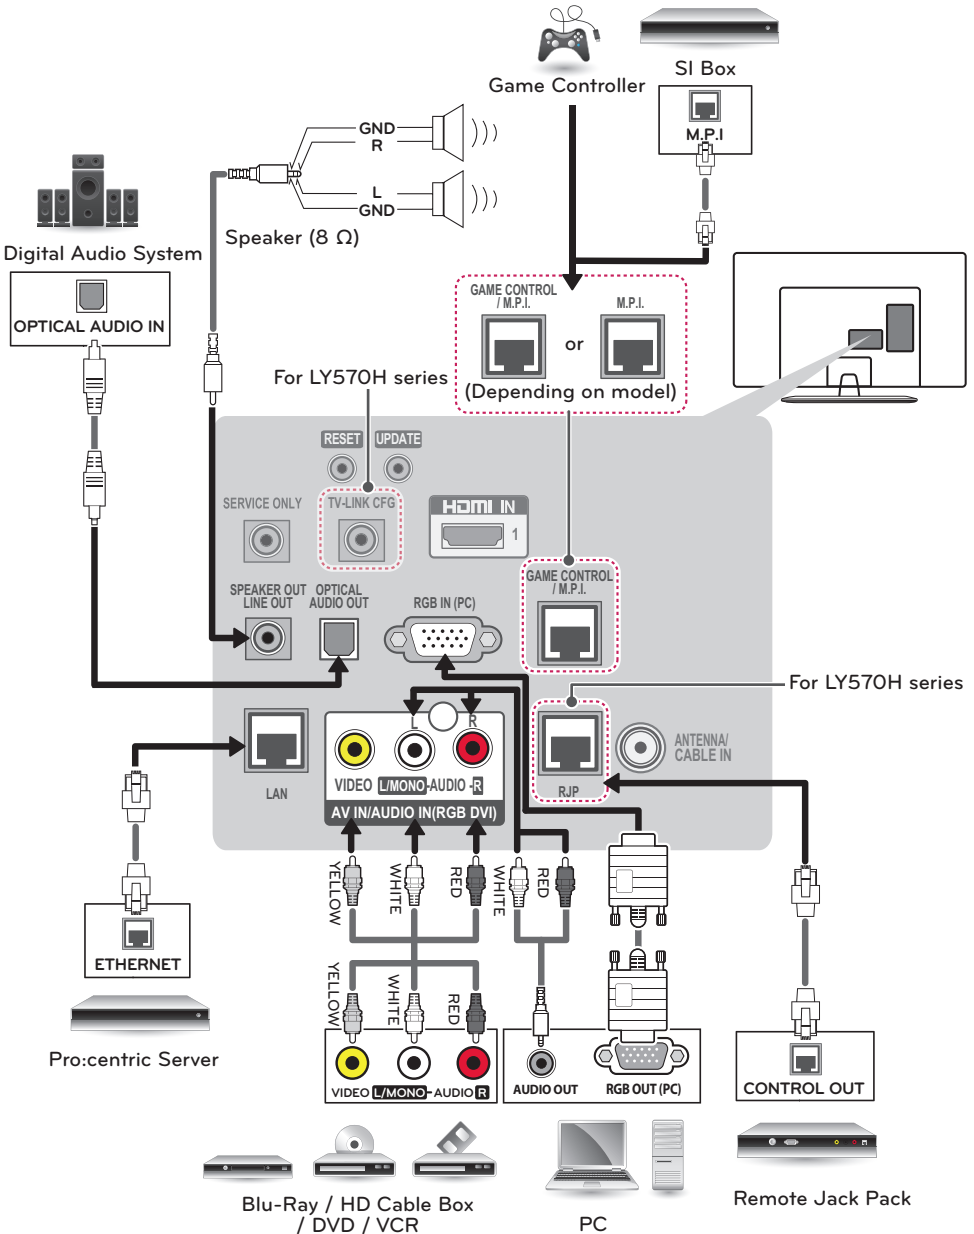 Game Controller
SI Box
M.P.I
GND
R
L
GND
Speaker (8 Ω)
Digital Audio System
OPTICAL AUDIO IN
GAME CONTROL
/ M.P.I.
M.P.I.
or
(Depending on model)
For LY570H series
RESET
UPDATE
SERVICE ONLY
TV-LINK CFG
HDMI IN
1
GAME CONTROL
/ M.P.I.
SPEAKER OUT
LINE OUT
OPTICAL
AUDIO OUT
RGB IN (PC)
For LY570H series
L
R
ANTENNA/
CABLE IN
LAN
VIDEO L/MONO-AUDIO -R
RJP
AV IN/AUDIO IN(RGB DVI)
YELLOW
WHITE
RED
WHITE
RED
ETHERNET
Pro:centric Server
YELLOW
WHITE
RED
VIDEO L/MONO-AUDIO R
AUDIO OUT
RGB OUT (PC)
CONTROL OUT
Blu-Ray / HD Cable Box
/ DVD / VCR
PC
Remote Jack Pack